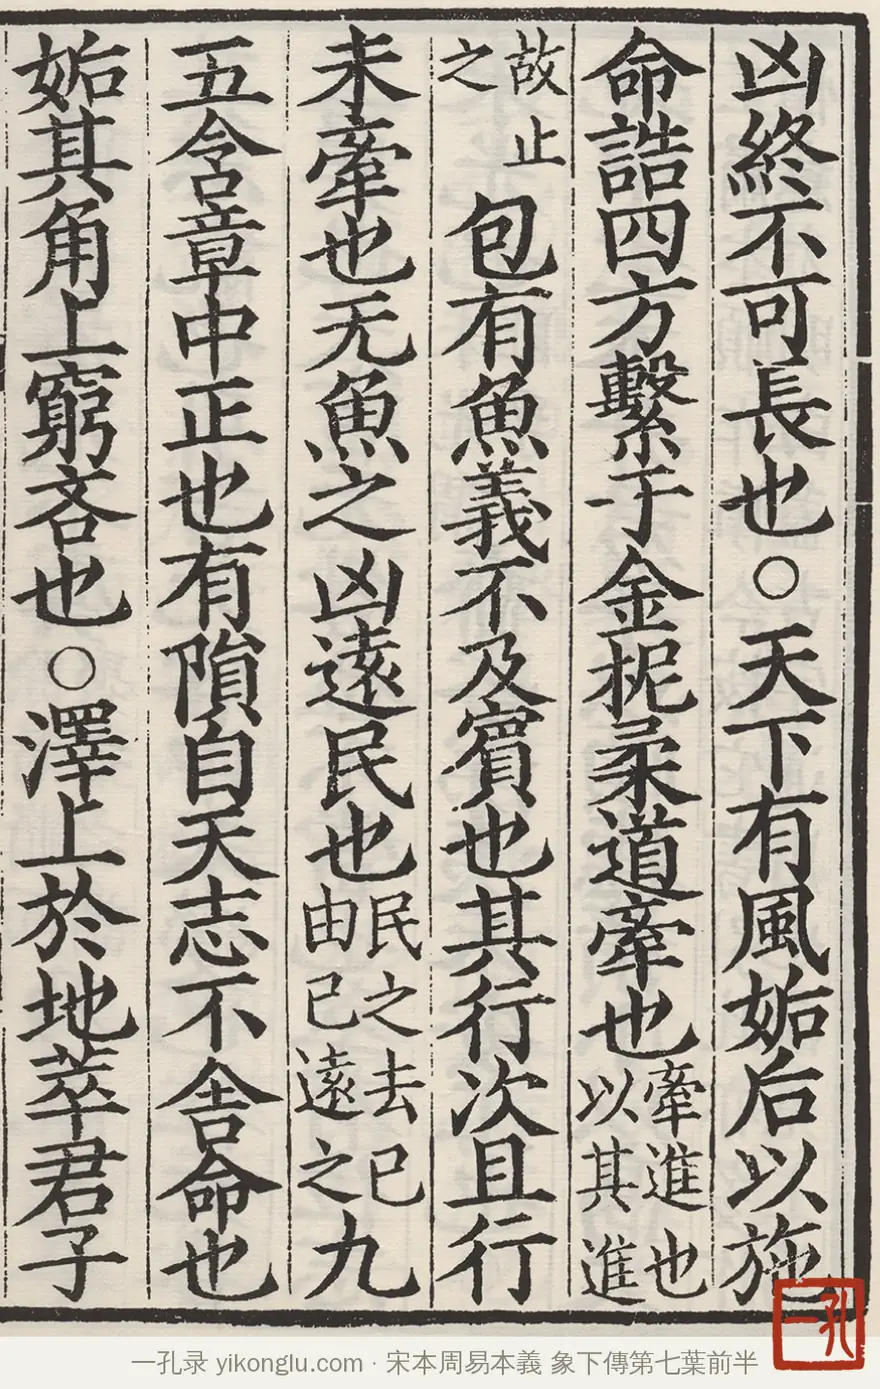 凶終不可長也○天下有風姤后以施
命誥四方繫于金柅柔道牽也牽進也以其進
故止之包有魚義不及賓也其行次且行
未牽也无魚之凶遠民也民之去己由己遠之九
五含章中正也有隕自天志不舍命也
姤其角上窮吝也○澤上於地萃君子
一孔
一孔录 yikonglu.com · 宋本周易本義 象下傳第七葉前半